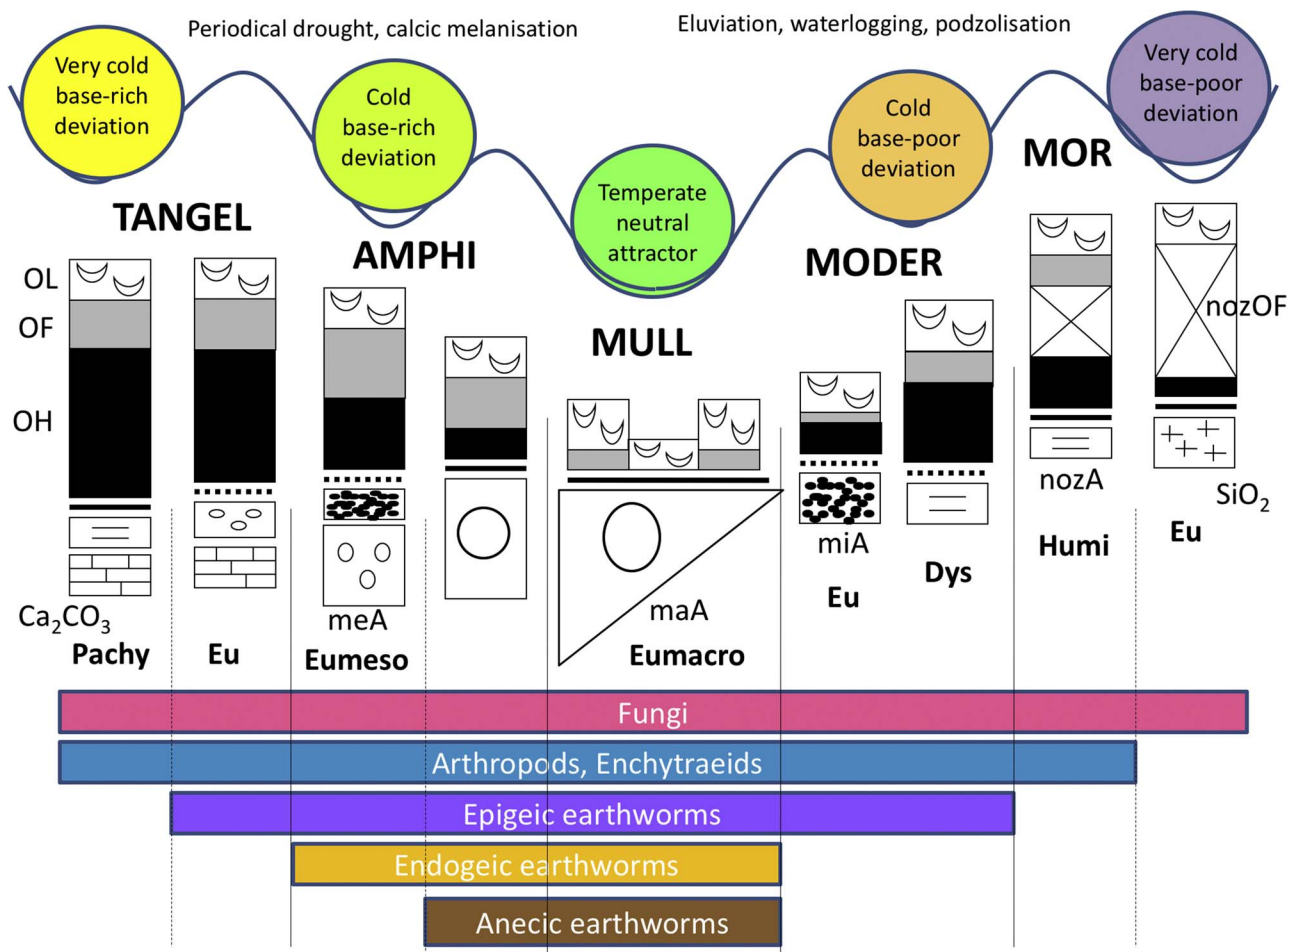 Periodical drought, calcic melanisation
Eluviation, waterlogging, podzolisation
Very cold
base-rich
deviation
Cold
base-rich
deviation
Temperate
neutral
attractor
Cold
base-poor
deviation
Very cold
base-poor
deviation
TANGEL
AMPHI
MULL
MODER
MOR
OL
OF
OH
nozOF
nozA
SiO₂
miA
maA
meA
Ca₂CO₃
Pachy
Eu
Eumeso
Eumacro
Eu
Dys
Humi
Eu
Fungi
Arthropods, Enchytraeids
Epigeic earthworms
Endogeic earthworms
Anecic earthworms